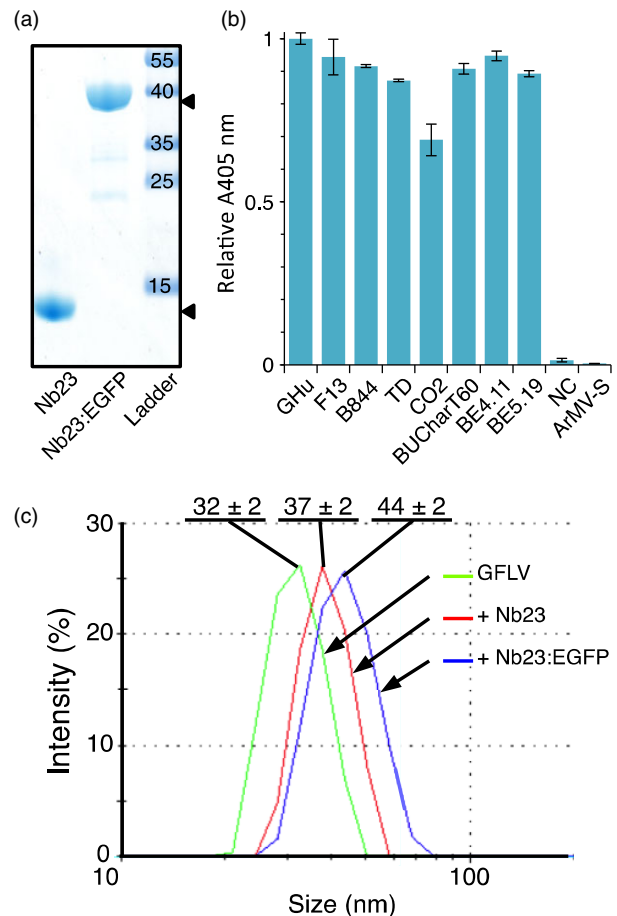 (a)
55
40
35
25
15
Nb23
Nb23:EGFP
Ladder
(b)
Relative A405 nm
1
0.5
0
GHu
F13
B844
TD
CO2
BUCharT60
BE4.11
BE5.19
NC
ArMV-S
(c)
32 ± 2
37 ± 2
44 ± 2
Intensity (%)
30
20
10
0
GFLV
+ Nb23
+ Nb23:EGFP
10
100
Size (nm)